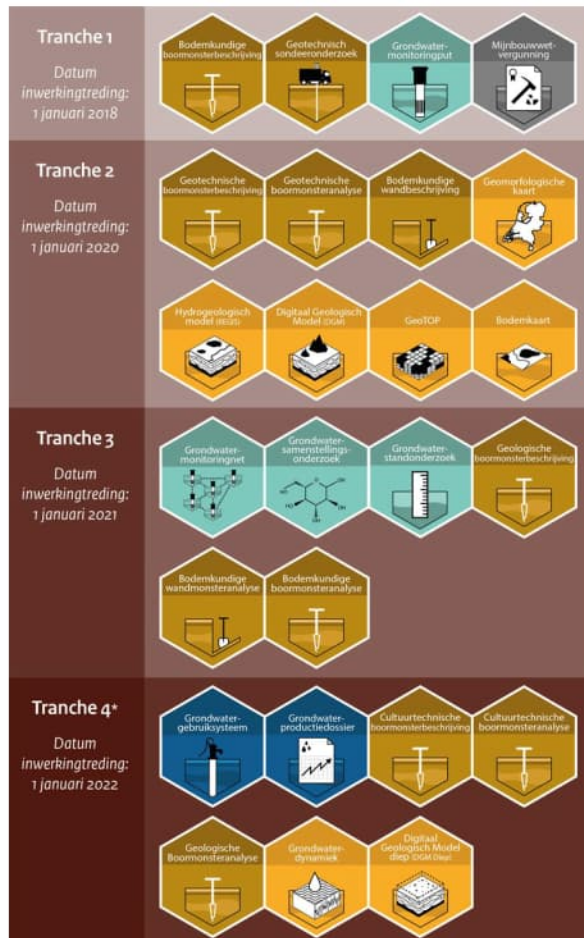 Tranche 1
Datum
inwerkingtreding:
1 januari 2018
Bodemkundige
boormonsterbeschrijving
Geotechnisch
sondeeronderzoek
Grondwater-
monitoringput
Mijnbouwwet-
vergunning
Tranche 2
Datum
inwerkingtreding:
1 januari 2020
Geotechnische
boormonsterbeschrijving
Geotechnische
boormonsteranalyse
Bodemkundige
wandbeschrijving
Geomorfologische
kaart
Hydrogeologisch
model (REGIS)
Digitaal Geologisch
Model (DGM)
GeoTOP
Bodemkaart
Tranche 3
Datum
inwerkingtreding:
1 januari 2021
Grondwater-
monitoringnet
Grondwater-
samenstellings-
onderzoek
Grondwater-
standonderzoek
Geologische
boormonsterbeschrijving
Bodemkundige
wandmonsteranalyse
Bodemkundige
boormonsteranalyse
Tranche 4*
Datum
inwerkingtreding:
1 januari 2022
Grondwater-
gebruiksysteem
Grondwater-
productiedossier
Cultuurtechnische
boormonsterbeschrijving
Cultuurtechnische
boormonsteranalyse
Geologische
Boormonsteranalyse
Grondwater-
dynamiek
Digitaal
Geologisch Model
diep (DGM Diep)